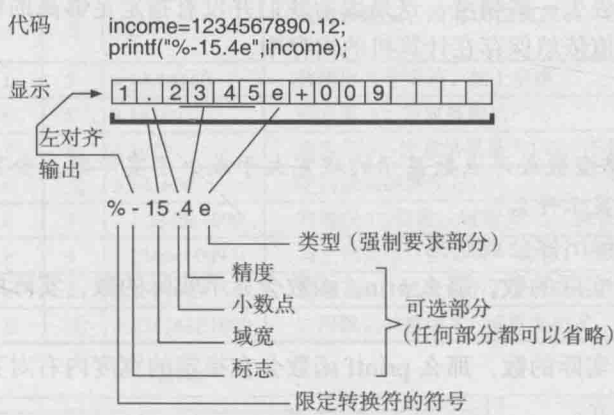 代码
income=1234567890.12;
printf("%-15.4e",income);
显示
1.2345e+009
左对齐
输出
% - 15 .4 e
类型（强制要求部分）
精度
小数点
域宽
标志
限定转换符的符号
可选部分
(任何部分都可以省略)